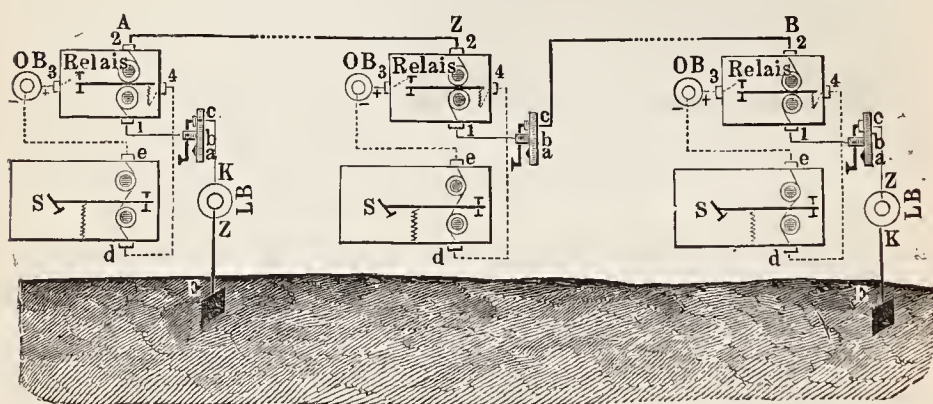 A Z B
2 2 2
OB 3 Relais 4 OB 3 Relais 4 OB 3 Relais 4
- + - + - +
1 c b a 1 c b a 1 c b a
e K e e Z
S LB S S LB
Z K
d d d
E E